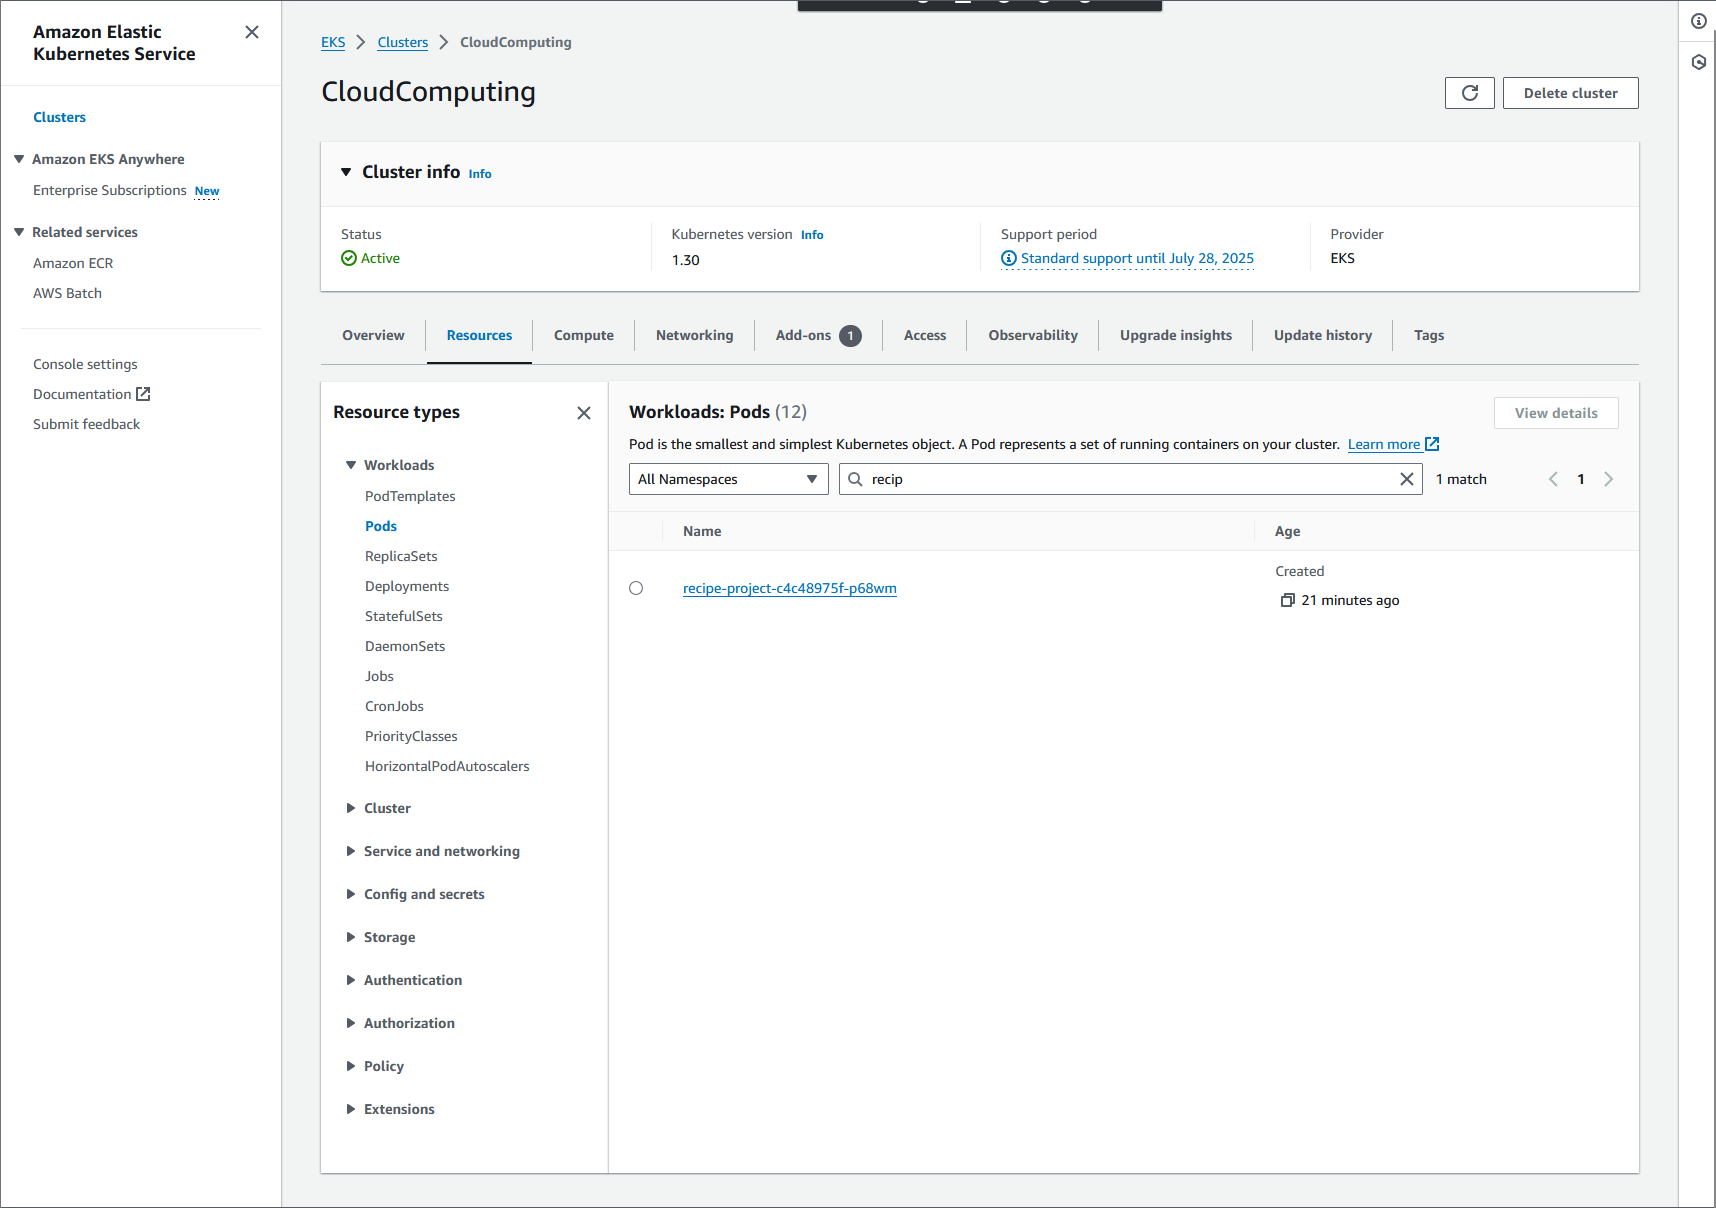 Amazon Elastic
Kubernetes Service
Clusters
Amazon EKS Anywhere
Enterprise Subscriptions New
Related services
Amazon ECR
AWS Batch
Console settings
Documentation
Submit feedback
EKS Clusters CloudComputing
CloudComputing
Delete cluster
Cluster info Info
Status
Active
Kubernetes version Info
1.30
Support period
Standard support until July 28, 2025
Provider
EKS
Overview Resources Compute Networking Add-ons 1 Access Observability Upgrade insights Update history Tags
Resource types
Workloads
PodTemplates
Pods
ReplicaSets
Deployments
StatefulSets
DaemonSets
Jobs
CronJobs
PriorityClasses
HorizontalPodAutoscalers
Cluster
Service and networking
Config and secrets
Storage
Authentication
Authorization
Policy
Extensions
Workloads: Pods (12)
View details
Pod is the smallest and simplest Kubernetes object. A Pod represents a set of running containers on your cluster. Learn more
All Namespaces recip 1 match 1
Name Age
recipe-project-c4c48975f-p68wm
Created
21 minutes ago